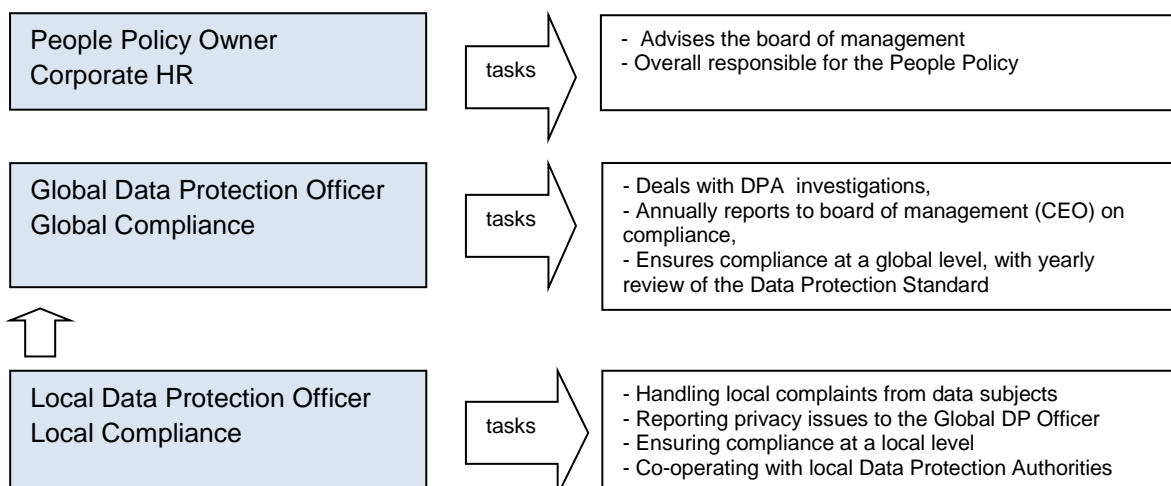 People Policy Owner
Corporate HR
tasks
- Advises the board of management
- Overall responsible for the People Policy
Global Data Protection Officer
Global Compliance
tasks
- Deals with DPA investigations,
- Annually reports to board of management (CEO) on
compliance,
- Ensures compliance at a global level, with yearly
review of the Data Protection Standard
Local Data Protection Officer
Local Compliance
tasks
- Handling local complaints from data subjects
- Reporting privacy issues to the Global DP Officer
- Ensuring compliance at a local level
- Co-operating with local Data Protection Authorities